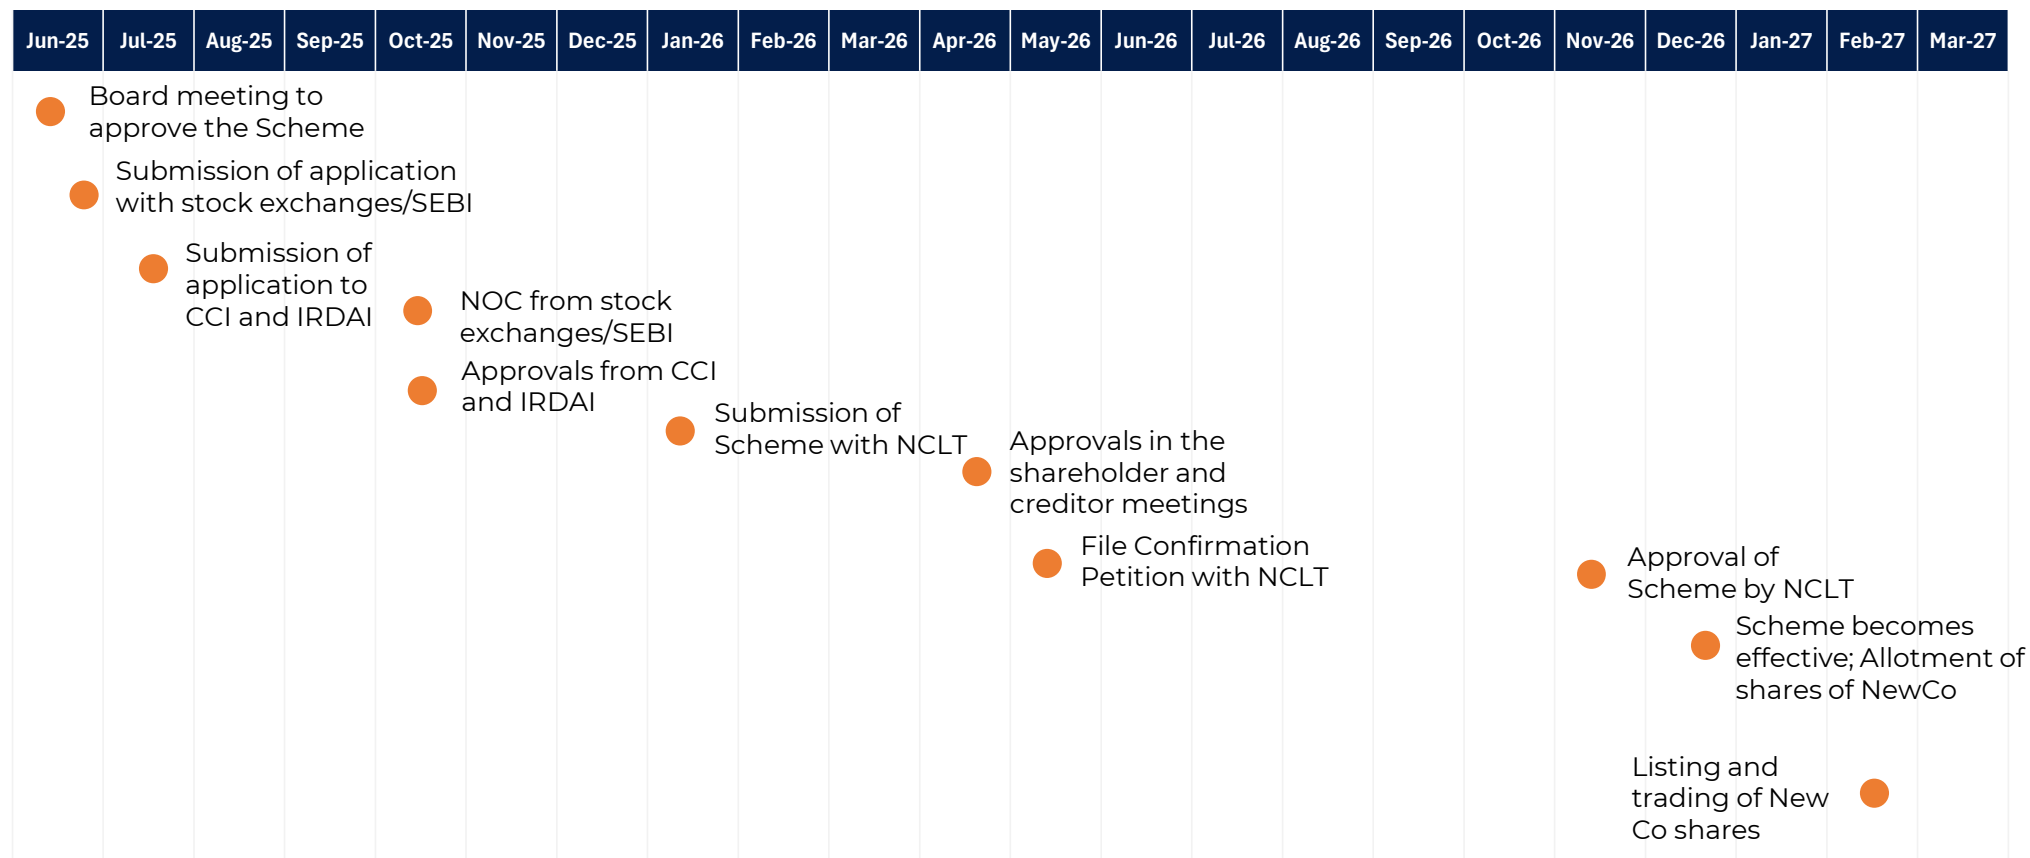 Jun-25 Jul-25 Aug-25 Sep-25 Oct-25 Nov-25 Dec-25 Jan-26 Feb-26 Mar-26 Apr-26 May-26 Jun-26 Jul-26 Aug-26 Sep-26 Oct-26 Nov-26 Dec-26 Jan-27 Feb-27 Mar-27
Board meeting to
approve the Scheme
Submission of application
with stock exchanges/SEBI
Submission of
application to
CCI and IRDAI
NOC from stock
exchanges/SEBI
Approvals from CCI
and IRDAI
Submission of
Scheme with NCLT
Approvals in the
shareholder and
creditor meetings
File Confirmation
Petition with NCLT
Approval of
Scheme by NCLT
Scheme becomes
effective; Allotment of
shares of NewCo
Listing and
trading of New
Co shares